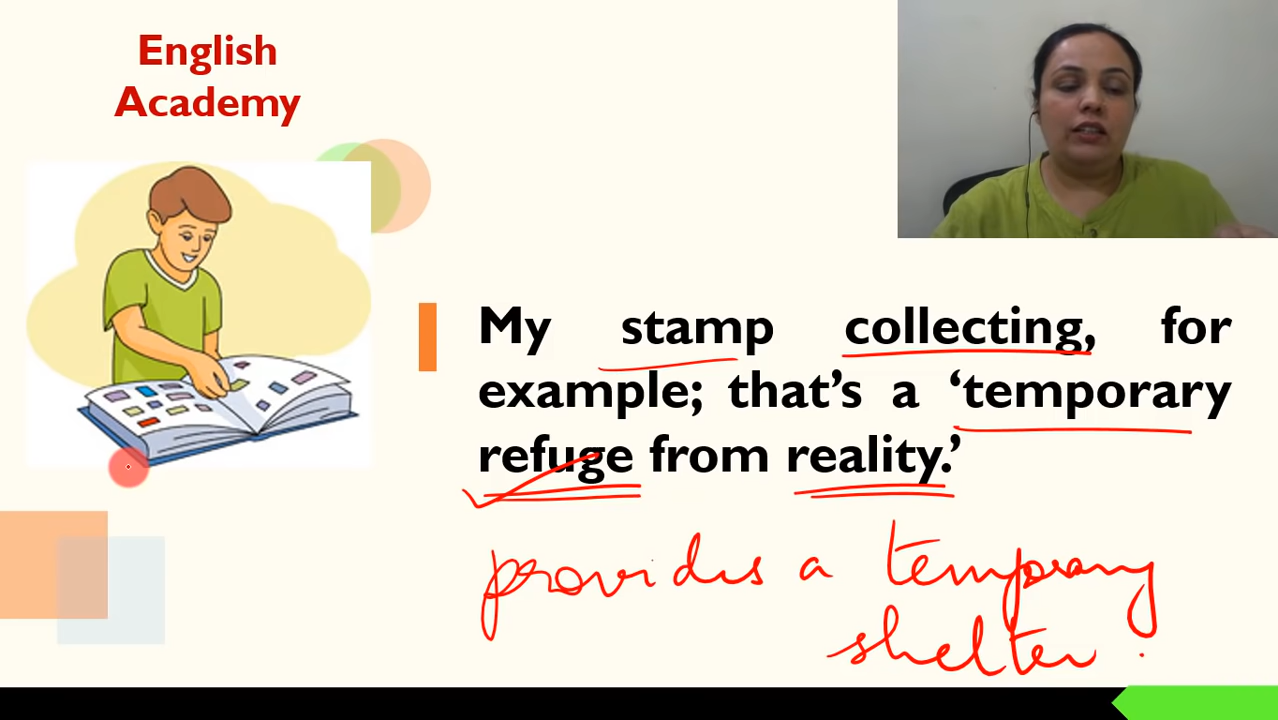 English
Academy
My stamp collecting, for
example; that’s a ‘temporary
refuge from reality.’
provides a temporary
shelter.